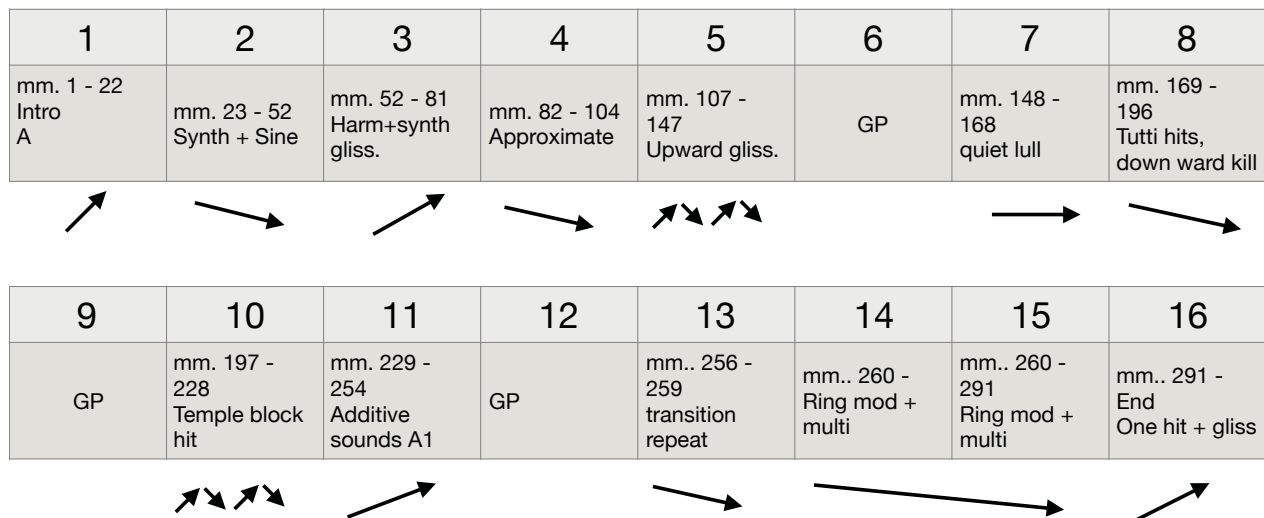 1 2 3 4 5 6 7 8
mm. 1 - 22
Intro
A
mm. 23 - 52
Synth + Sine
mm. 52 - 81
Harm+synth
gliss.
mm. 82 - 104
Approximate
mm. 107 -
147
Upward gliss.
GP
mm. 148 -
168
quiet lull
mm. 169 -
196
Tutti hits,
down ward kill
9 10 11 12 13 14 15 16
GP
mm. 197 -
228
Temple block
hit
mm. 229 -
254
Additive
sounds A1
GP
mm.. 256 -
259
transition
repeat
mm.. 260 -
Ring mod +
multi
mm.. 260 -
291
Ring mod +
multi
mm.. 291 -
End
One hit + gliss